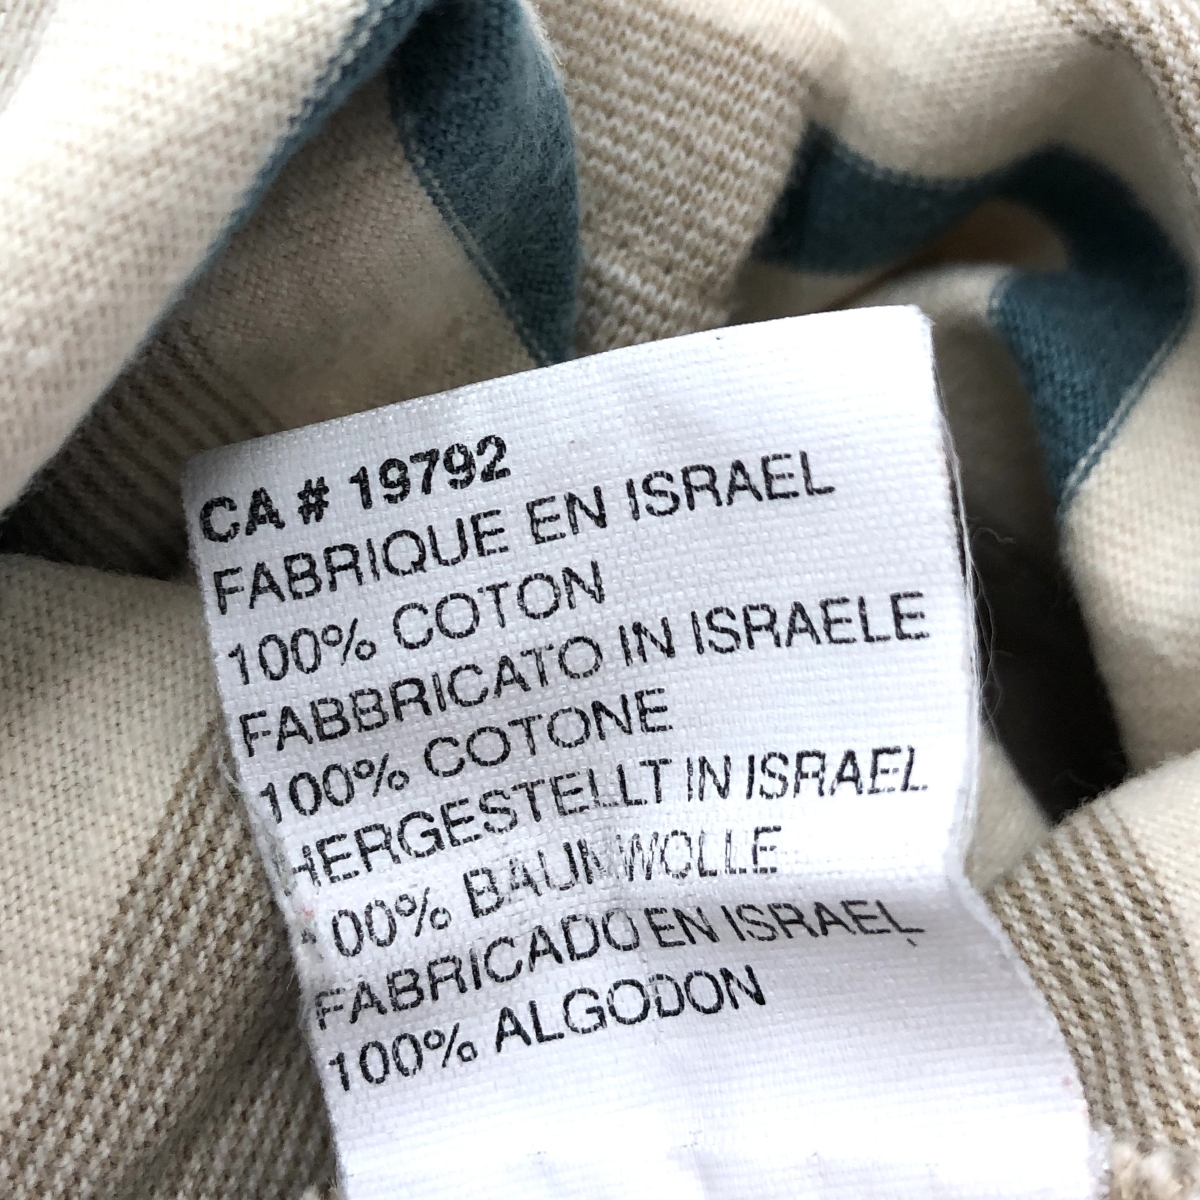 CA # 19792
FABRIQUE EN ISRAEL
100% COTON
FABBRICATO IN ISRAELE
100% COTONE
HERGESTELLT IN ISRAEL
100% BAUMWOLLE
FABRICADO EN ISRAEL
100% ALGODON